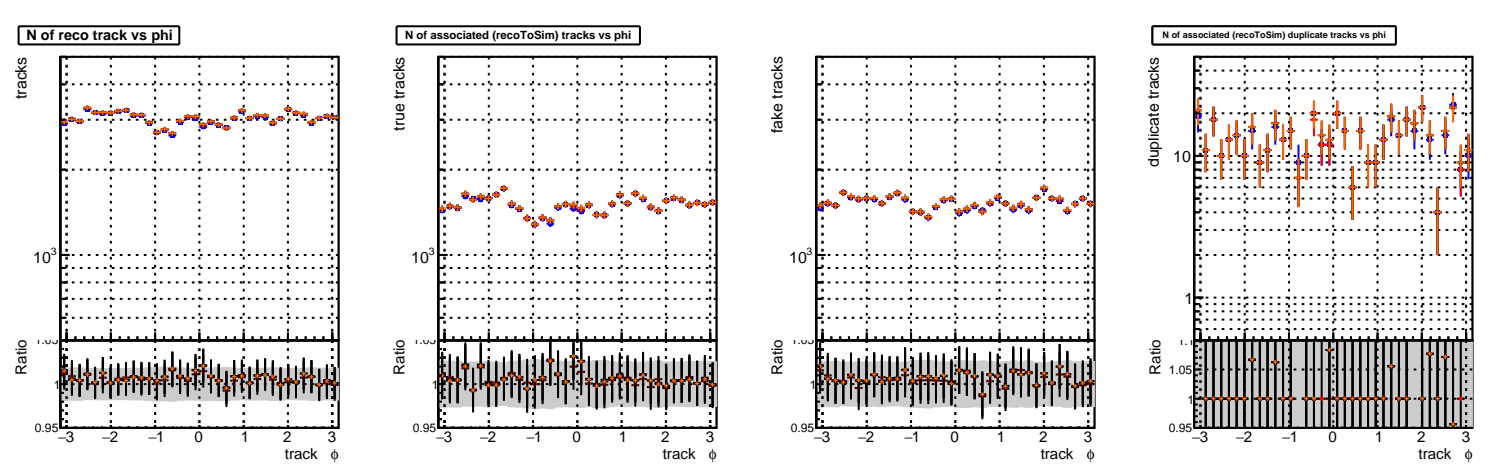 N of reco track vs phi
tracks
10³
Ratio
1.05
1
0.95
−3 −2 −1 0 1 2 3
track ϕ
N of associated (recoToSim) tracks vs phi
true tracks
10³
Ratio
1.05
1
0.95
−3 −2 −1 0 1 2 3
track ϕ
fake tracks
10³
Ratio
1.05
1
0.95
−3 −2 −1 0 1 2 3
track ϕ
N of associated (recoToSim) duplicate tracks vs phi
duplicate tracks
10
1
Ratio
1.1
1.05
1
0.95
−3 −2 −1 0 1 2 3
track ϕ